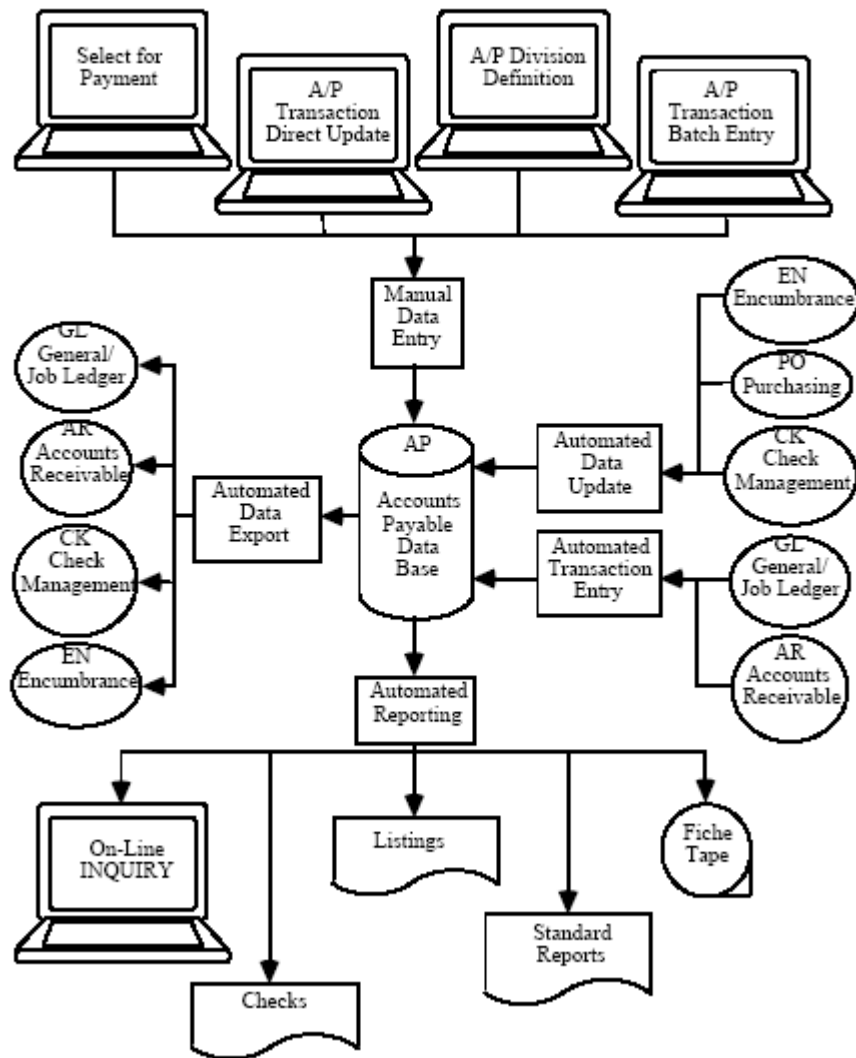 Select for
Payment
A/P
Transaction
Direct Update
A/P Division
Definition
A/P
Transaction
Batch Entry
Manual
Data
Entry
GL
General/
Job Ledger
AR
Accounts
Receivable
CK
Check
Management
EN
Encumbrance
Automated
Data
Export
AP
Accounts
Payable
Data
Base
Automated
Data
Update
Automated
Transaction
Entry
EN
Encumbrance
PO
Purchasing
CK
Check
Management
GL
General/
Job Ledger
AR
Accounts
Receivable
Automated
Reporting
On-Line
INQUIRY
Checks
Listings
Standard
Reports
Fiche
Tape